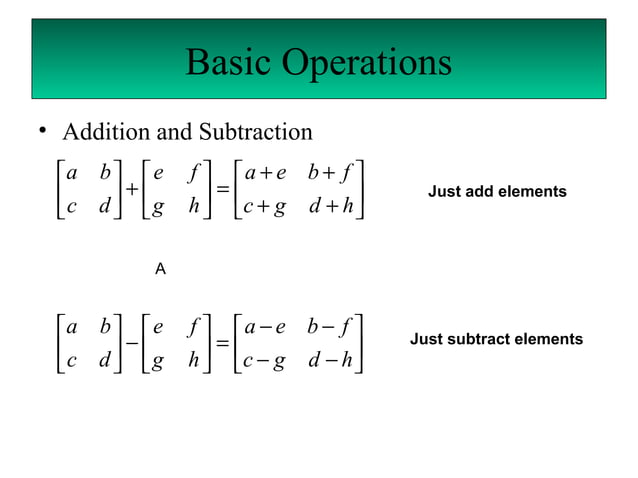 Basic Operations
• Addition and Subtraction
[a b] + [e f] = [a + e b + f]
[c d] [g h] [c + g d + h]
Just add elements
A
[a b] − [e f] = [a − e b − f]
[c d] [g h] [c − g d − h]
Just subtract elements